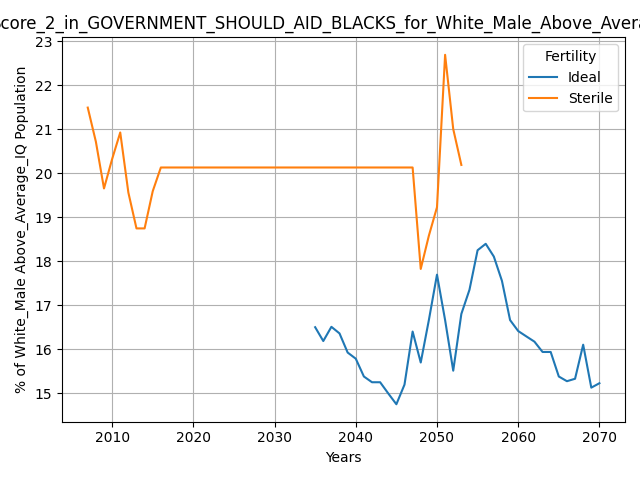 core_2_in_GOVERNMENT_SHOULD_AID_BLACKS_for_White_Male_Above_Avera
% of White_Male Above_Average_IQ Population
23
22
21
20
19
18
17
16
15
Fertility
Ideal
Sterile
2010 2020 2030 2040 2050 2060 2070
Years